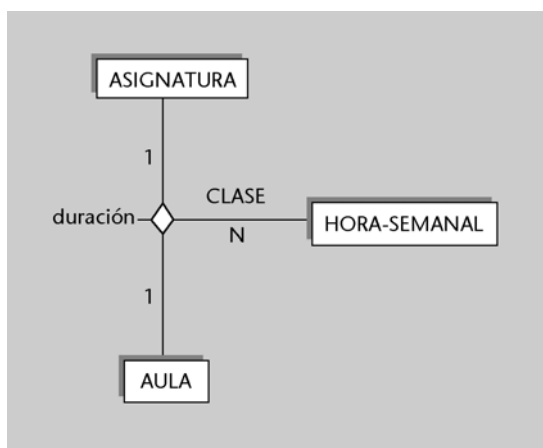 ASIGNATURA
1
CLASE
duración
HORA-SEMANAL
N
1
AULA